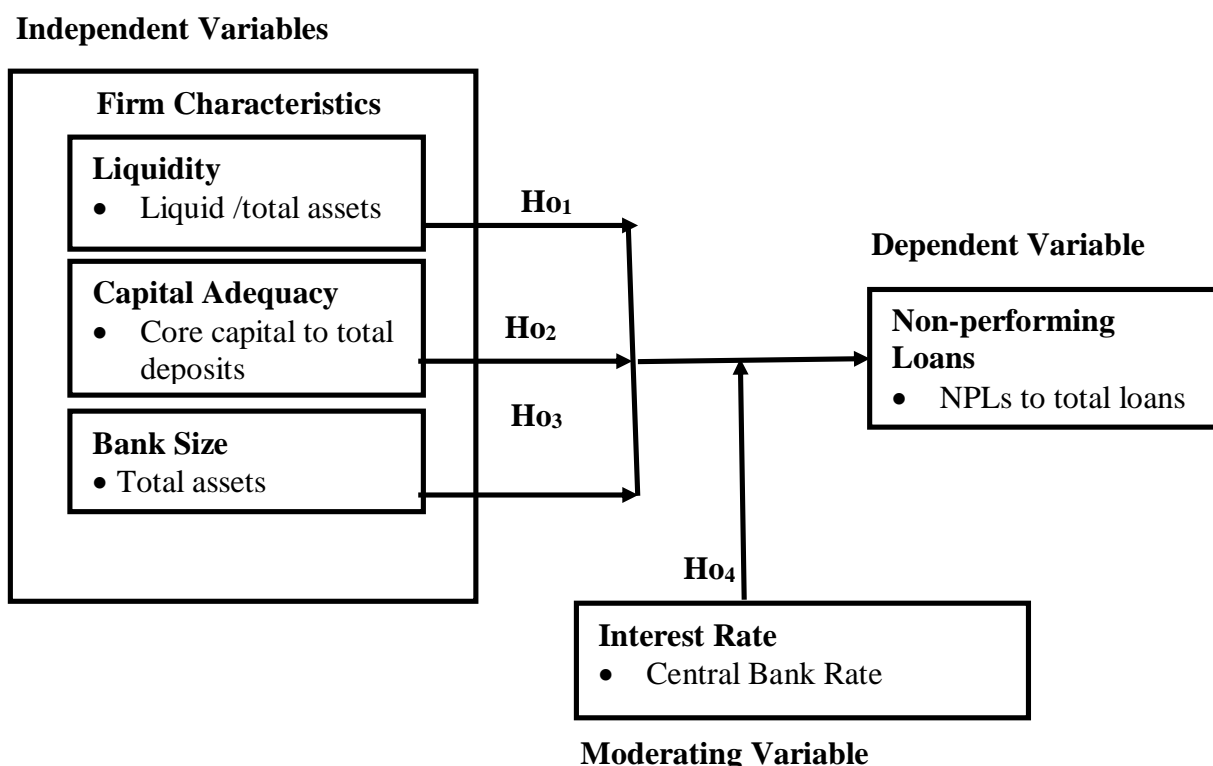 Independent Variables
Firm Characteristics
Liquidity
• Liquid /total assets
Ho1
Capital Adequacy
• Core capital to total
deposits
Ho2
Bank Size
• Total assets
Ho3
Dependent Variable
Non-performing
Loans
• NPLs to total loans
Ho4
Interest Rate
• Central Bank Rate
Moderating Variable